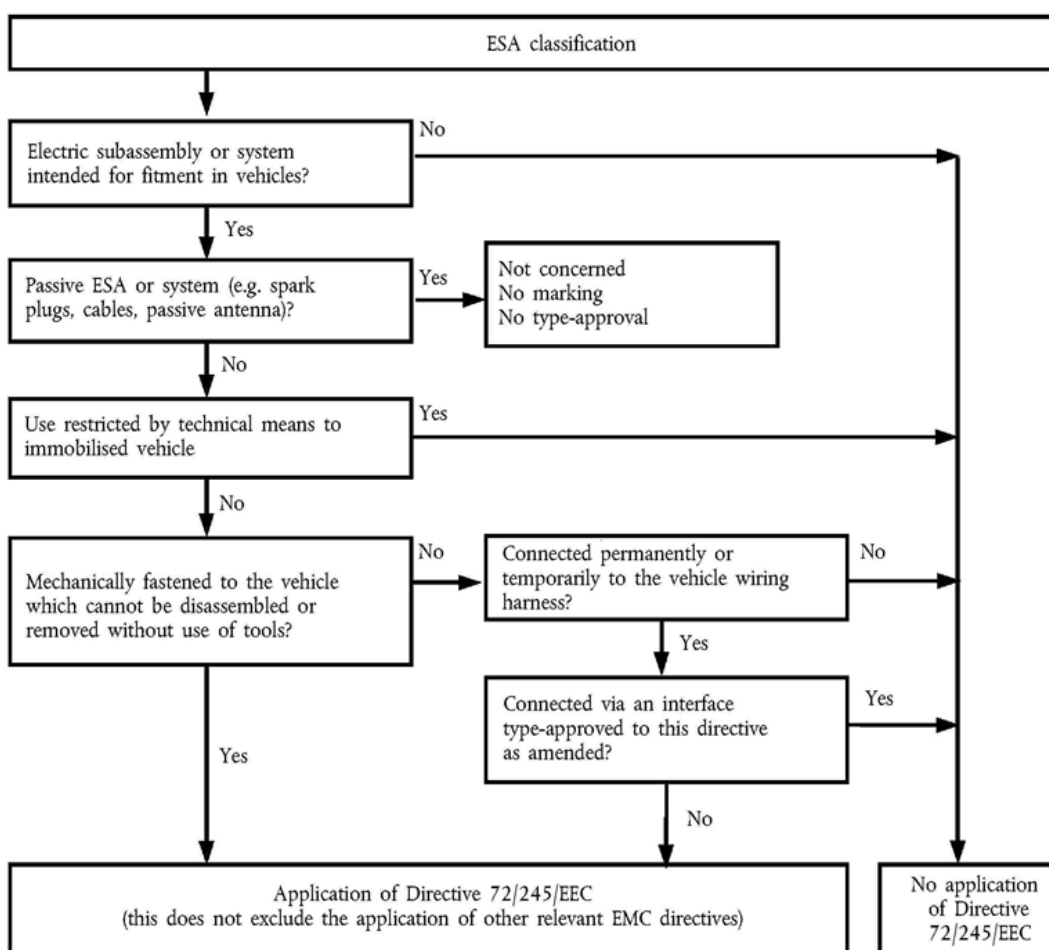 ESA classification
No
Electric subassembly or system
intended for fitment in vehicles?
Yes
Passive ESA or system (e.g. spark
plugs, cables, passive antenna)?
Yes
Not concerned
No marking
No type-approval
No
Use restricted by technical means to
immobilised vehicle
Yes
No
Mechanically fastened to the vehicle
which cannot be disassembled or
removed without use of tools?
No
Connected permanently or
temporarily to the vehicle wiring
harness?
No
Yes
Connected via an interface
type-approved to this directive
as amended?
Yes
Yes
No
Application of Directive 72/245/EEC
(this does not exclude the application of other relevant EMC directives)
No application
of Directive
72/245/EEC